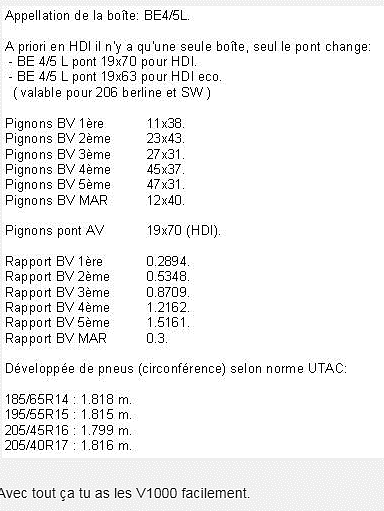 Appellation de la boîte: BE4/5L.
A priori en HDI il n'y a qu'une seule boîte, seul le pont change:
- BE 4/5 L pont 19x70 pour HDI.
- BE 4/5 L pont 19x63 pour HDI eco.
( valable pour 206 berline et SW )
Pignons BV 1ère 11x38.
Pignons BV 2ème 23x43.
Pignons BV 3ème 27x31.
Pignons BV 4ème 45x37.
Pignons BV 5ème 47x31.
Pignons BV MAR 12x40.
Pignons pont AV 19x70 (HDI).
Rapport BV 1ère 0.2894.
Rapport BV 2ème 0.5348.
Rapport BV 3ème 0.8709.
Rapport BV 4ème 1.2162.
Rapport BV 5ème 1.5161.
Rapport BV MAR 0.3.
Développée de pneus (circonférence) selon norme UTAC:
185/65R14 : 1.818 m.
195/55R15 : 1.815 m.
205/45R16 : 1.799 m.
205/40R17 : 1.816 m.
Avec tout ça tu as les V1000 facilement.